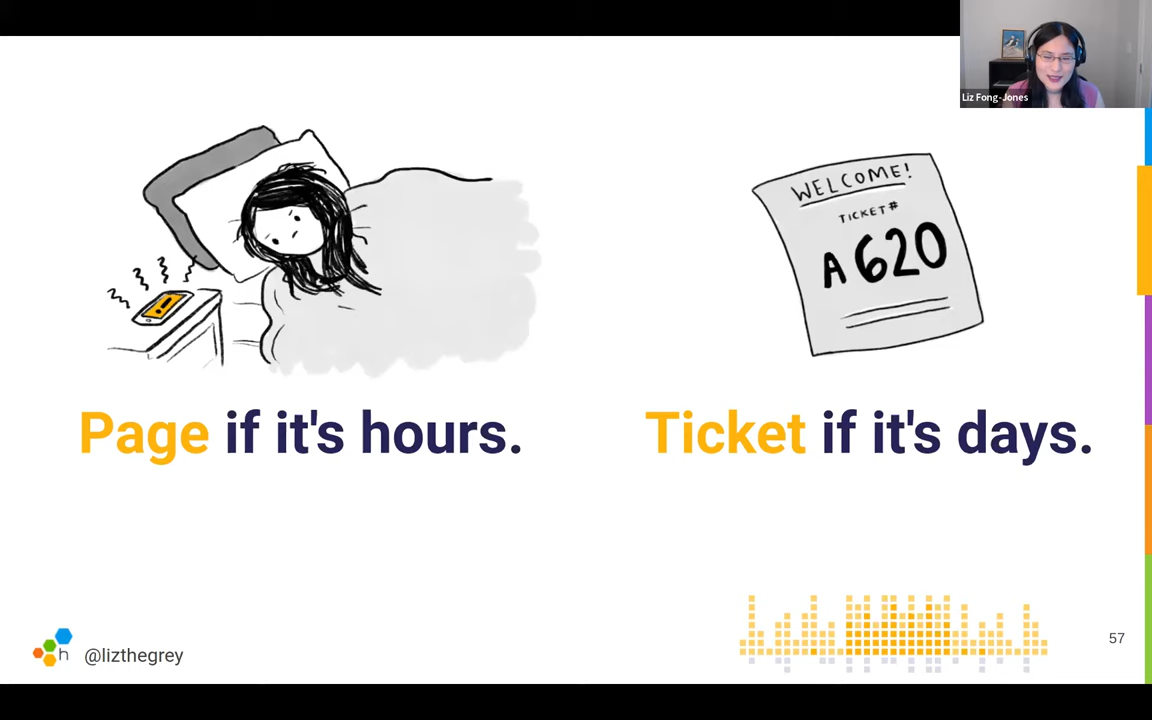 Liz Fong-Jones
WELCOME!
TICKET#
A620
Page if it's hours.
Ticket if it's days.
h
@lizthegrey
57